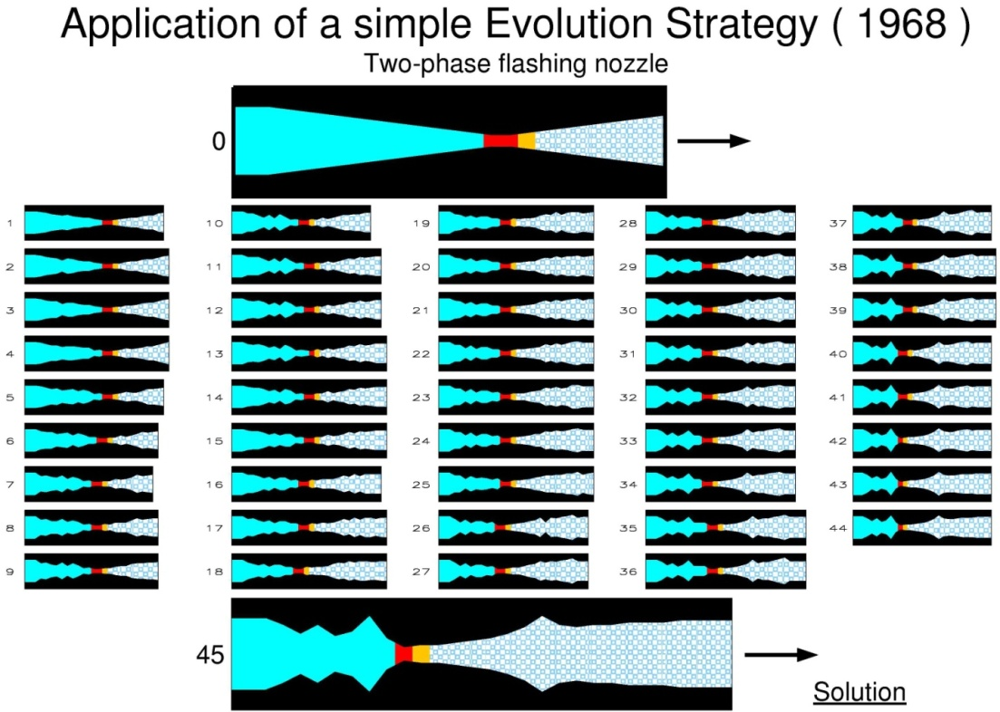 Application of a simple Evolution Strategy ( 1968 )
Two-phase flashing nozzle
0
1 10 19 28 37
2 11 20 29 38
3 12 21 30 39
4 13 22 31 40
5 14 23 32 41
6 15 24 33 42
7 16 25 34 43
8 17 26 35 44
9 18 27 36
45
Solution